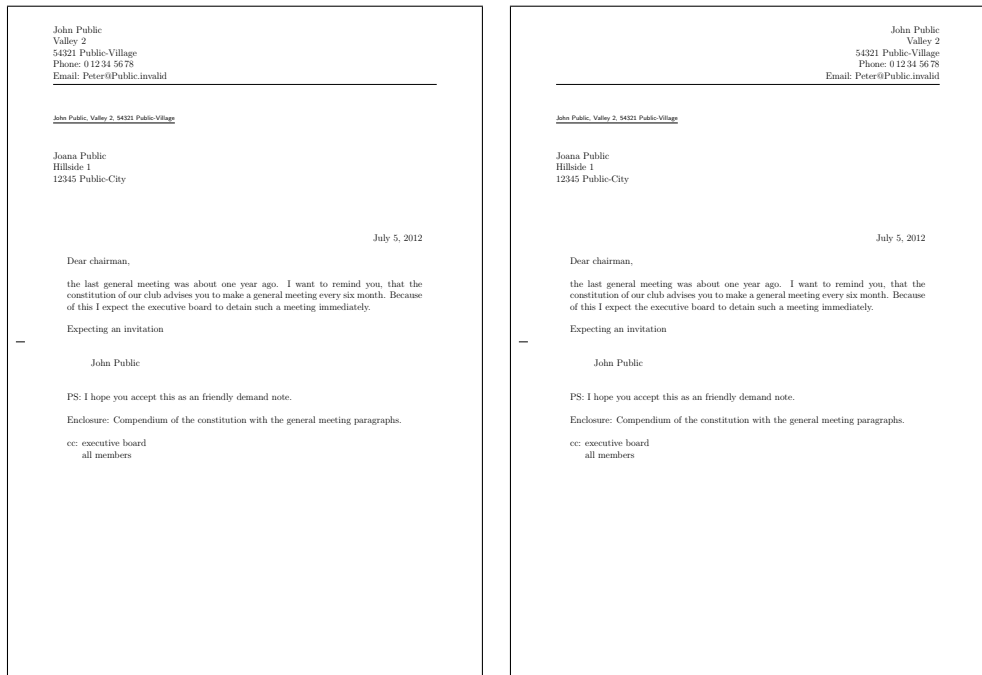 John Public
Valley 2
54321 Public-Village
Phone: 0 12 34 56 78
Email: Peter@Public.invalid
John Public, Valley 2, 54321 Public-Village
Joana Public
Hillside 1
12345 Public-City
July 5, 2012
Dear chairman,
the last general meeting was about one year ago. I want to remind you, that the
constitution of our club advises you to make a general meeting every six month. Because
of this I expect the executive board to detain such a meeting immediately.
Expecting an invitation
John Public
PS: I hope you accept this as an friendly demand note.
Enclosure: Compendium of the constitution with the general meeting paragraphs.
cc: executive board
all members
John Public
Valley 2
54321 Public-Village
Phone: 0 12 34 56 78
Email: Peter@Public.invalid
John Public, Valley 2, 54321 Public-Village
Joana Public
Hillside 1
12345 Public-City
July 5, 2012
Dear chairman,
the last general meeting was about one year ago. I want to remind you, that the
constitution of our club advises you to make a general meeting every six month. Because
of this I expect the executive board to detain such a meeting immediately.
Expecting an invitation
John Public
PS: I hope you accept this as an friendly demand note.
Enclosure: Compendium of the constitution with the general meeting paragraphs.
cc: executive board
all members